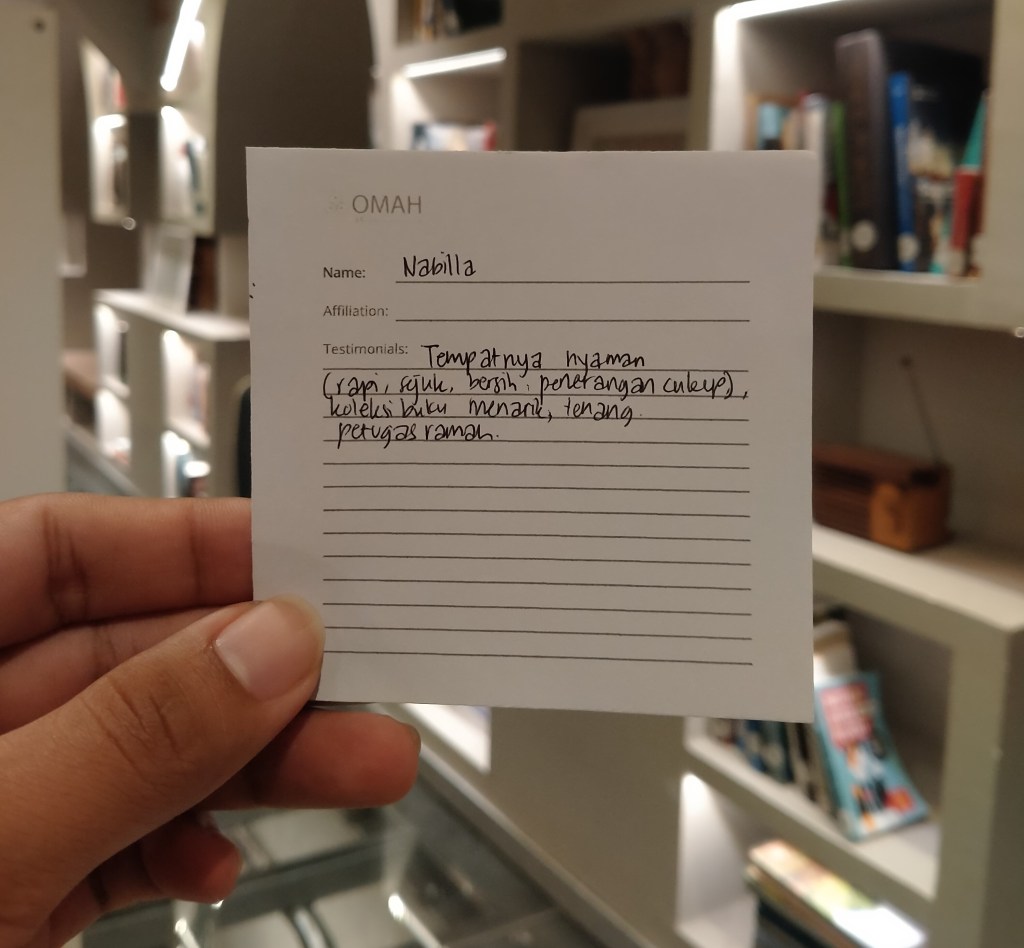 OMAH
Name: Nabilla
Affiliation:
Testimonials: Tempatnya nyaman
(rapi, sejuk, bersih, penerangan cukup),
koleksi buku menarik, tenang.
petugas ramah.